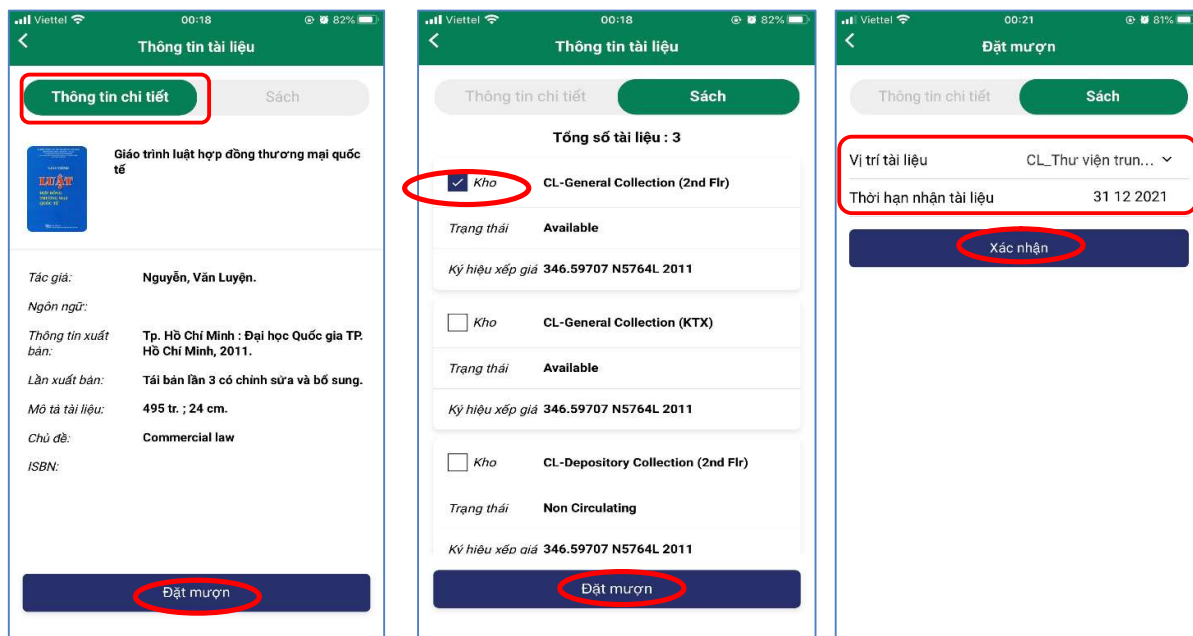 Viettel 00:18 82%
Thông tin tài liệu
Thông tin chi tiết Sách
LUẬT
Giáo trình luật hợp đồng thương mại quốc
tế
Tác giả: Nguyễn, Văn Luyện.
Ngôn ngữ:
Thông tin xuất Tp. Hồ Chí Minh : Đại học Quốc gia TP.
bản: Hồ Chí Minh, 2011.
Lần xuất bản: Tái bản lần 3 có chỉnh sửa và bổ sung.
Mô tả tài liệu: 495 tr. ; 24 cm.
Chủ đề: Commercial law
ISBN:
Đặt mượn
Viettel 00:18 82%
Thông tin tài liệu
Thông tin chi tiết Sách
Tổng số tài liệu : 3
Kho CL-General Collection (2nd Flr)
Trạng thái Available
Ký hiệu xếp giá 346.59707 N5764L 2011
Kho CL-General Collection (KTX)
Trạng thái Available
Ký hiệu xếp giá 346.59707 N5764L 2011
Kho CL-Depository Collection (2nd Flr)
Trạng thái Non Circulating
Ký hiệu xếp giá 346.59707 N5764L 2011
Đặt mượn
Viettel 00:21 81%
Đặt mượn
Thông tin chi tiết Sách
Vị trí tài liệu CL_Thư viện trun...
Thời hạn nhận tài liệu 31 12 2021
Xác nhận